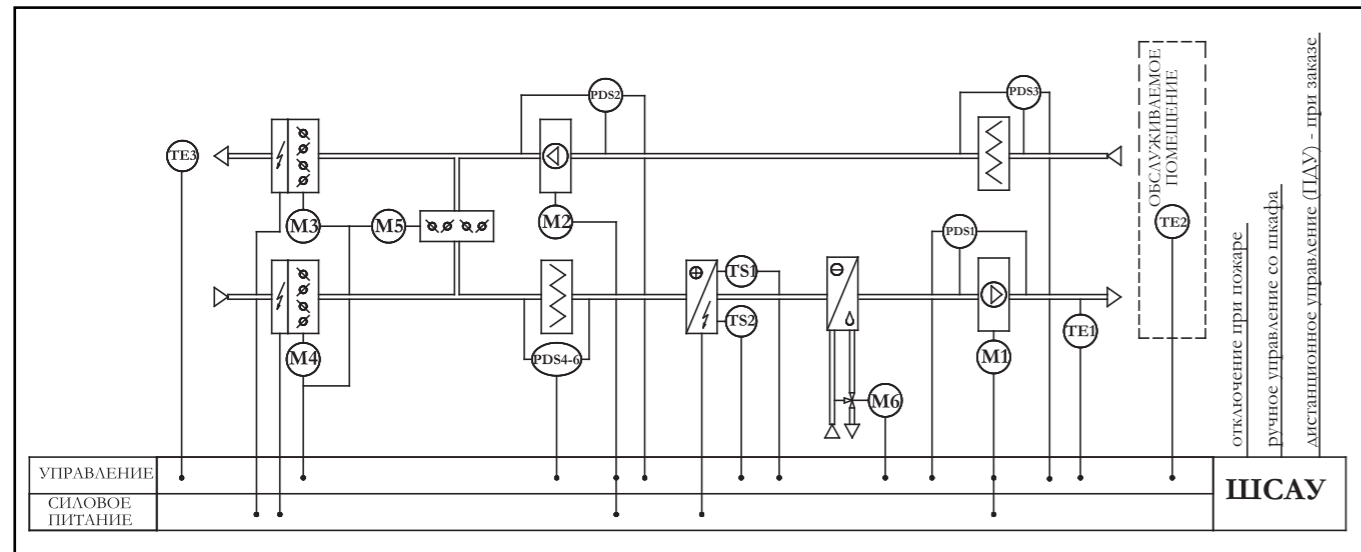 PDS2
PDS3
ОБСЛУЖИВАЕМОЕ
ПОМЕЩЕНИЕ
TE3
M3
M5
M2
PDS1
TE2
TS1
TS2
TE1
M4
PDS4-6
M1
M6
отключение при пожаре
ручное управление со шкафа
дистанционное управление (ПДУ) - при заказе
УПРАВЛЕНИЕ
СИЛОВОЕ
ПИТАНИЕ
ШСАУ